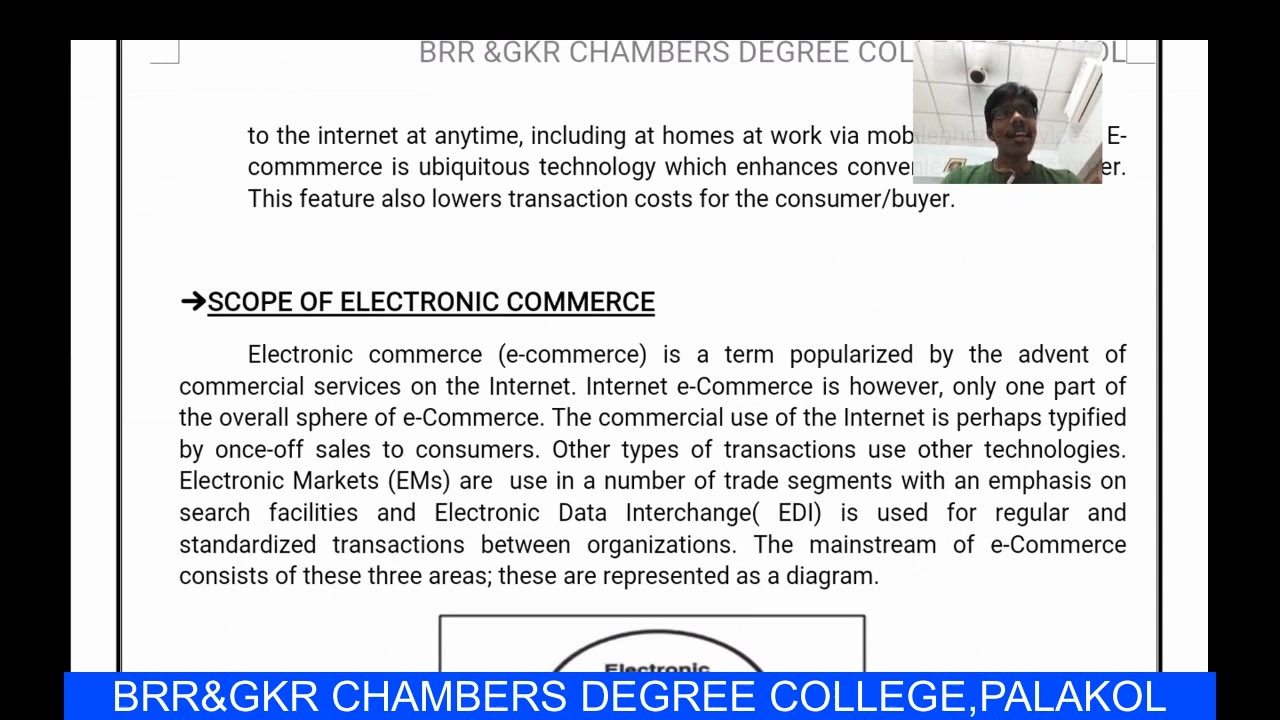 BRR &GKR CHAMBERS DEGREE COL OL
to the internet at anytime, including at homes at work via mob E-
commmerce is ubiquitous technology which enhances conven er.
This feature also lowers transaction costs for the consumer/buyer.
➔SCOPE OF ELECTRONIC COMMERCE
Electronic commerce (e-commerce) is a term popularized by the advent of
commercial services on the Internet. Internet e-Commerce is however, only one part of
the overall sphere of e-Commerce. The commercial use of the Internet is perhaps typified
by once-off sales to consumers. Other types of transactions use other technologies.
Electronic Markets (EMs) are use in a number of trade segments with an emphasis on
search facilities and Electronic Data Interchange( EDI) is used for regular and
standardized transactions between organizations. The mainstream of e-Commerce
consists of these three areas; these are represented as a diagram.
Electronic
BRR&GKR CHAMBERS DEGREE COLLEGE,PALAKOL